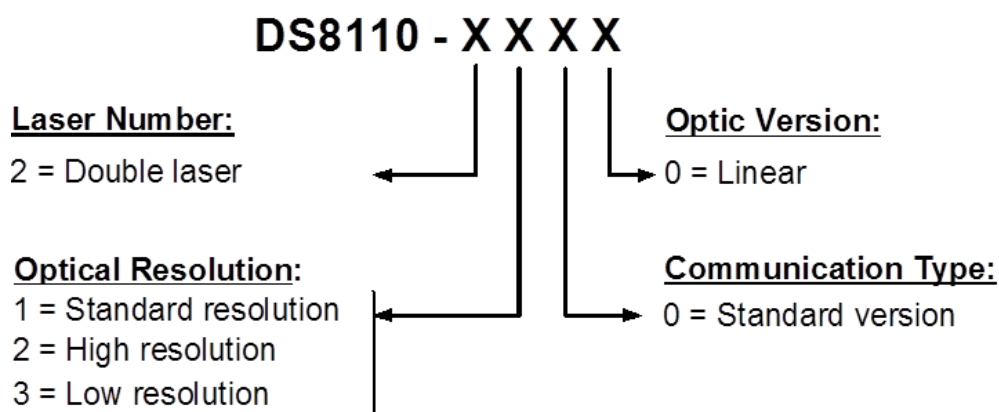 DS8110 - X X X X
Laser Number:
2 = Double laser
Optical Resolution:
1 = Standard resolution
2 = High resolution
3 = Low resolution
Optic Version:
0 = Linear
Communication Type:
0 = Standard version